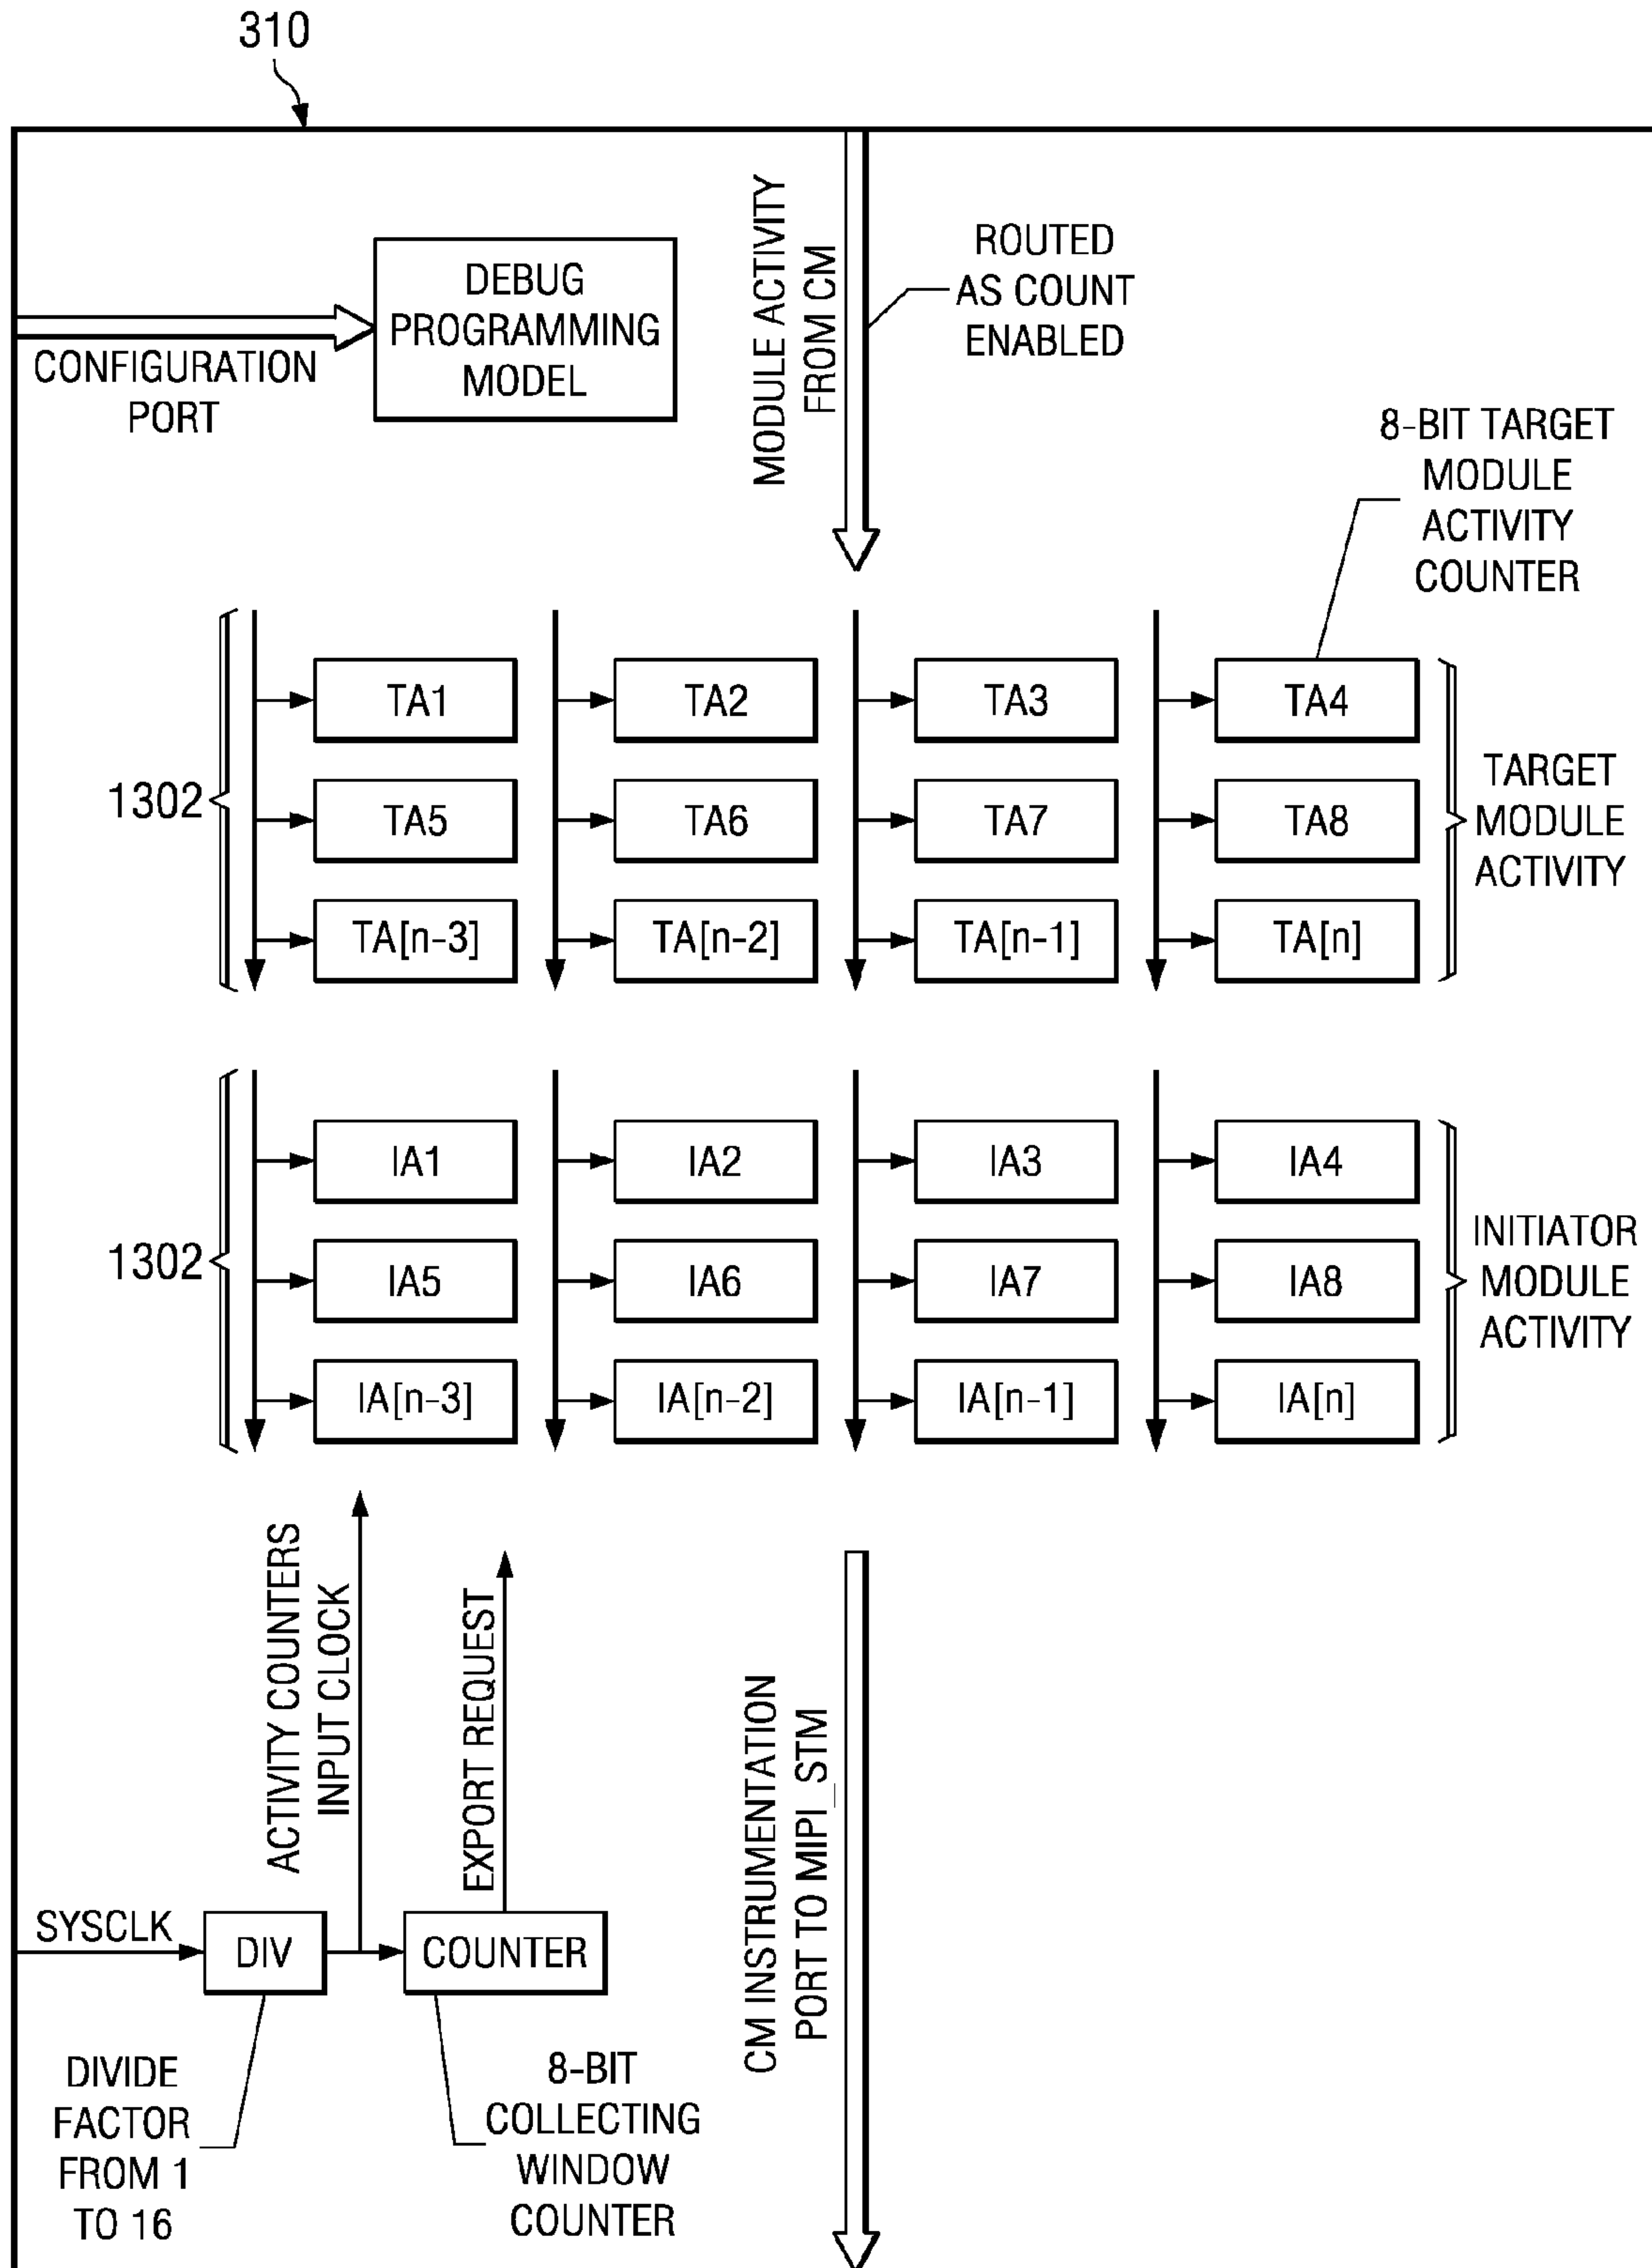 310
MODULE ACTIVITY
FROM CM
ROUTED
AS COUNT
ENABLED
DEBUG
PROGRAMMING
MODEL
CONFIGURATION
PORT
8-BIT TARGET
MODULE
ACTIVITY
COUNTER
TA1
TA2
TA3
TA4
1302
TA5
TA6
TA7
TA8
TARGET
MODULE
ACTIVITY
TA[n-3]
TA[n-2]
TA[n-1]
TA[n]
IA1
IA2
IA3
IA4
1302
IA5
IA6
IA7
IA8
INITIATOR
MODULE
ACTIVITY
IA[n-3]
IA[n-2]
IA[n-1]
IA[n]
ACTIVITY COUNTERS
INPUT CLOCK
EXPORT REQUEST
CM INSTRUMENTATION
PORT TO MIPI_STM
SYSCLK
DIV
COUNTER
DIVIDE
FACTOR
FROM 1
TO 16
8-BIT
COLLECTING
WINDOW
COUNTER